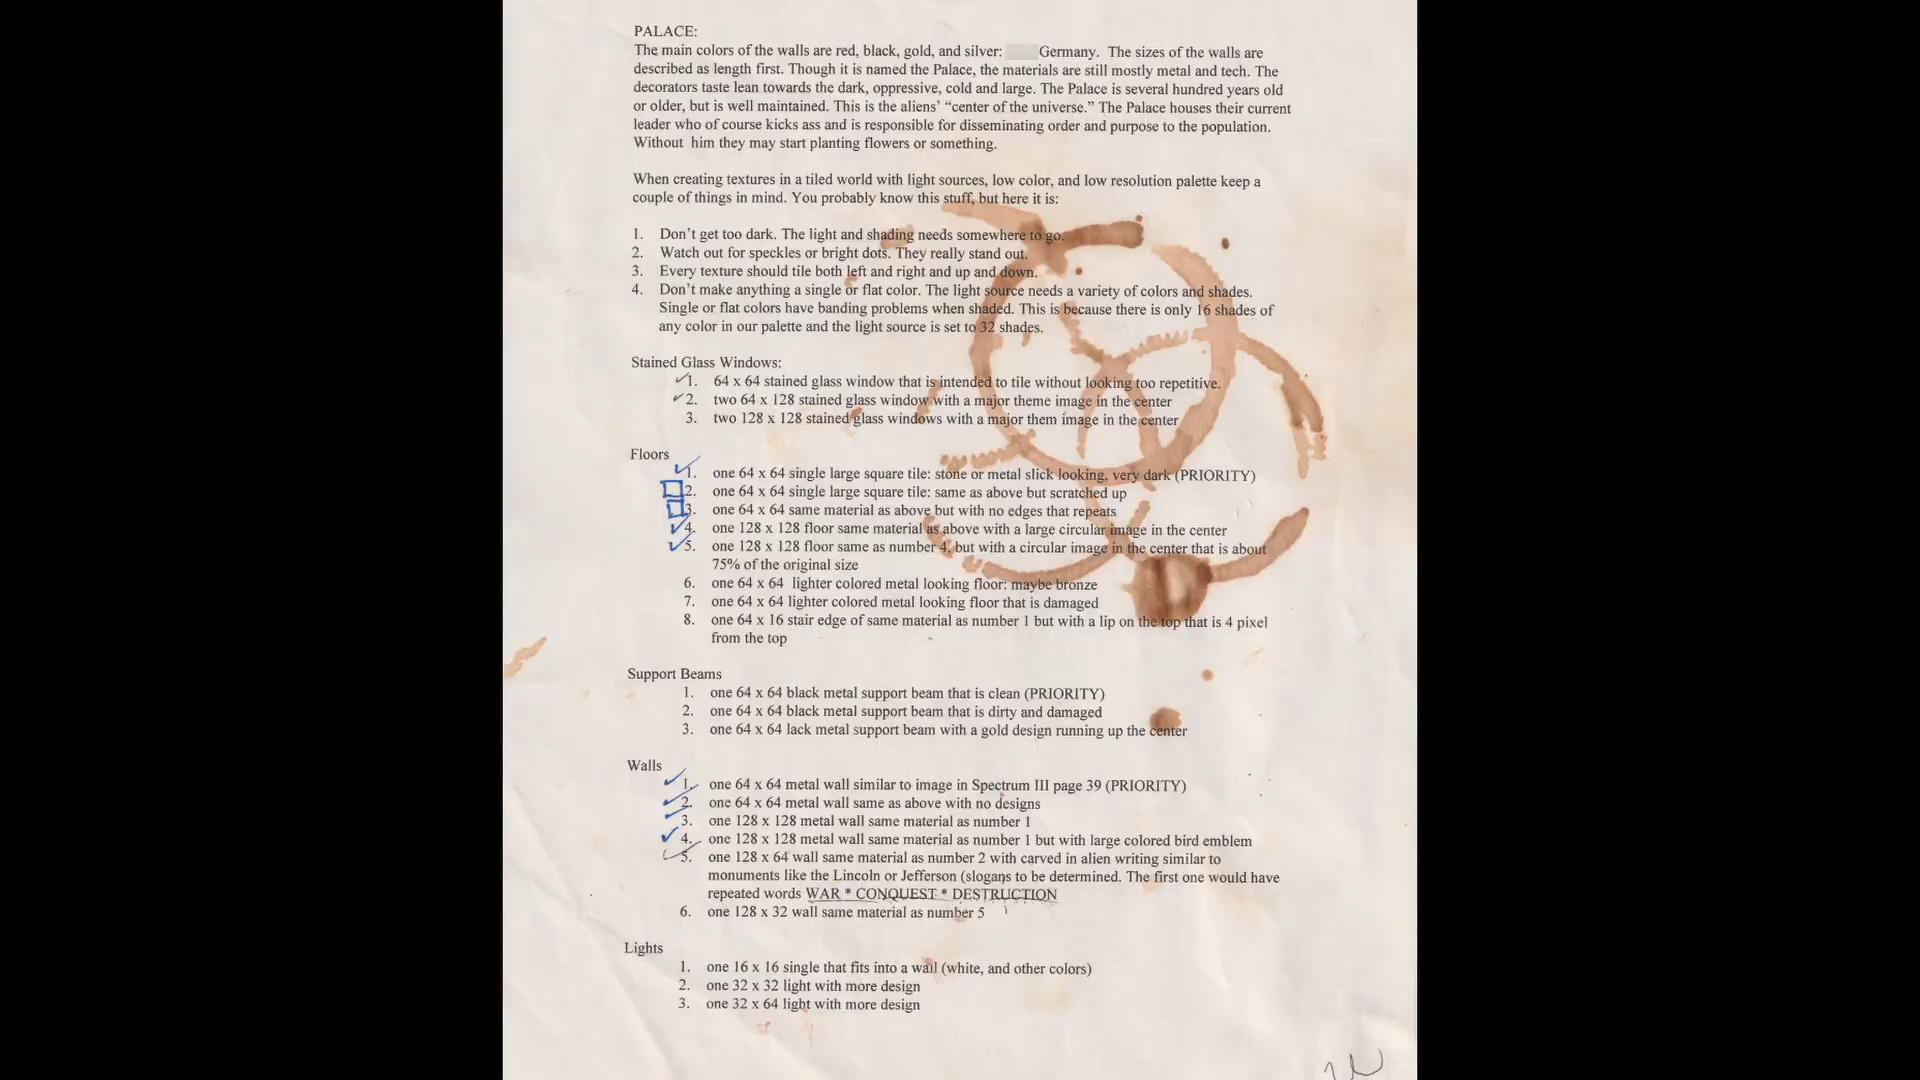 PALACE:
The main colors of the walls are red, black, gold, and silver: Germany. The sizes of the walls are
described as length first. Though it is named the Palace, the materials are still mostly metal and tech. The
decorators taste lean towards the dark, oppressive, cold and large. The Palace is several hundred years old
or older, but is well maintained. This is the aliens’ “center of the universe.” The Palace houses their current
leader who of course kicks ass and is responsible for disseminating order and purpose to the population.
Without him they may start planting flowers or something.
When creating textures in a tiled world with light sources, low color, and low resolution palette keep a
couple of things in mind. You probably know this stuff, but here it is:
1. Don’t get too dark. The light and shading needs somewhere to go.
2. Watch out for speckles or bright dots. They really stand out.
3. Every texture should tile both left and right and up and down.
4. Don’t make anything a single or flat color. The light source needs a variety of colors and shades.
Single or flat colors have banding problems when shaded. This is because there is only 16 shades of
any color in our palette and the light source is set to 32 shades.
Stained Glass Windows:
1. 64 x 64 stained glass window that is intended to tile without looking too repetitive.
2. two 64 x 128 stained glass window with a major theme image in the center
3. two 128 x 128 stained glass windows with a major them image in the center
Floors
1. one 64 x 64 single large square tile: stone or metal slick looking, very dark (PRIORITY)
2. one 64 x 64 single large square tile: same as above but scratched up
3. one 64 x 64 same material as above but with no edges that repeats
4. one 128 x 128 floor same material as above with a large circular image in the center
5. one 128 x 128 floor same as number 4, but with a circular image in the center that is about
75% of the original size
6. one 64 x 64 lighter colored metal looking floor: maybe bronze
7. one 64 x 64 lighter colored metal looking floor that is damaged
8. one 64 x 16 stair edge of same material as number 1 but with a lip on the top that is 4 pixel
from the top
Support Beams
1. one 64 x 64 black metal support beam that is clean (PRIORITY)
2. one 64 x 64 black metal support beam that is dirty and damaged
3. one 64 x 64 lack metal support beam with a gold design running up the center
Walls
1. one 64 x 64 metal wall similar to image in Spectrum III page 39 (PRIORITY)
2. one 64 x 64 metal wall same as above with no designs
3. one 128 x 128 metal wall same material as number 1
4. one 128 x 128 metal wall same material as number 1 but with large colored bird emblem
5. one 128 x 64 wall same material as number 2 with carved in alien writing similar to
monuments like the Lincoln or Jefferson (slogans to be determined. The first one would have
repeated words WAR * CONQUEST * DESTRUCTION
6. one 128 x 32 wall same material as number 5
Lights
1. one 16 x 16 single that fits into a wall (white, and other colors)
2. one 32 x 32 light with more design
3. one 32 x 64 light with more design